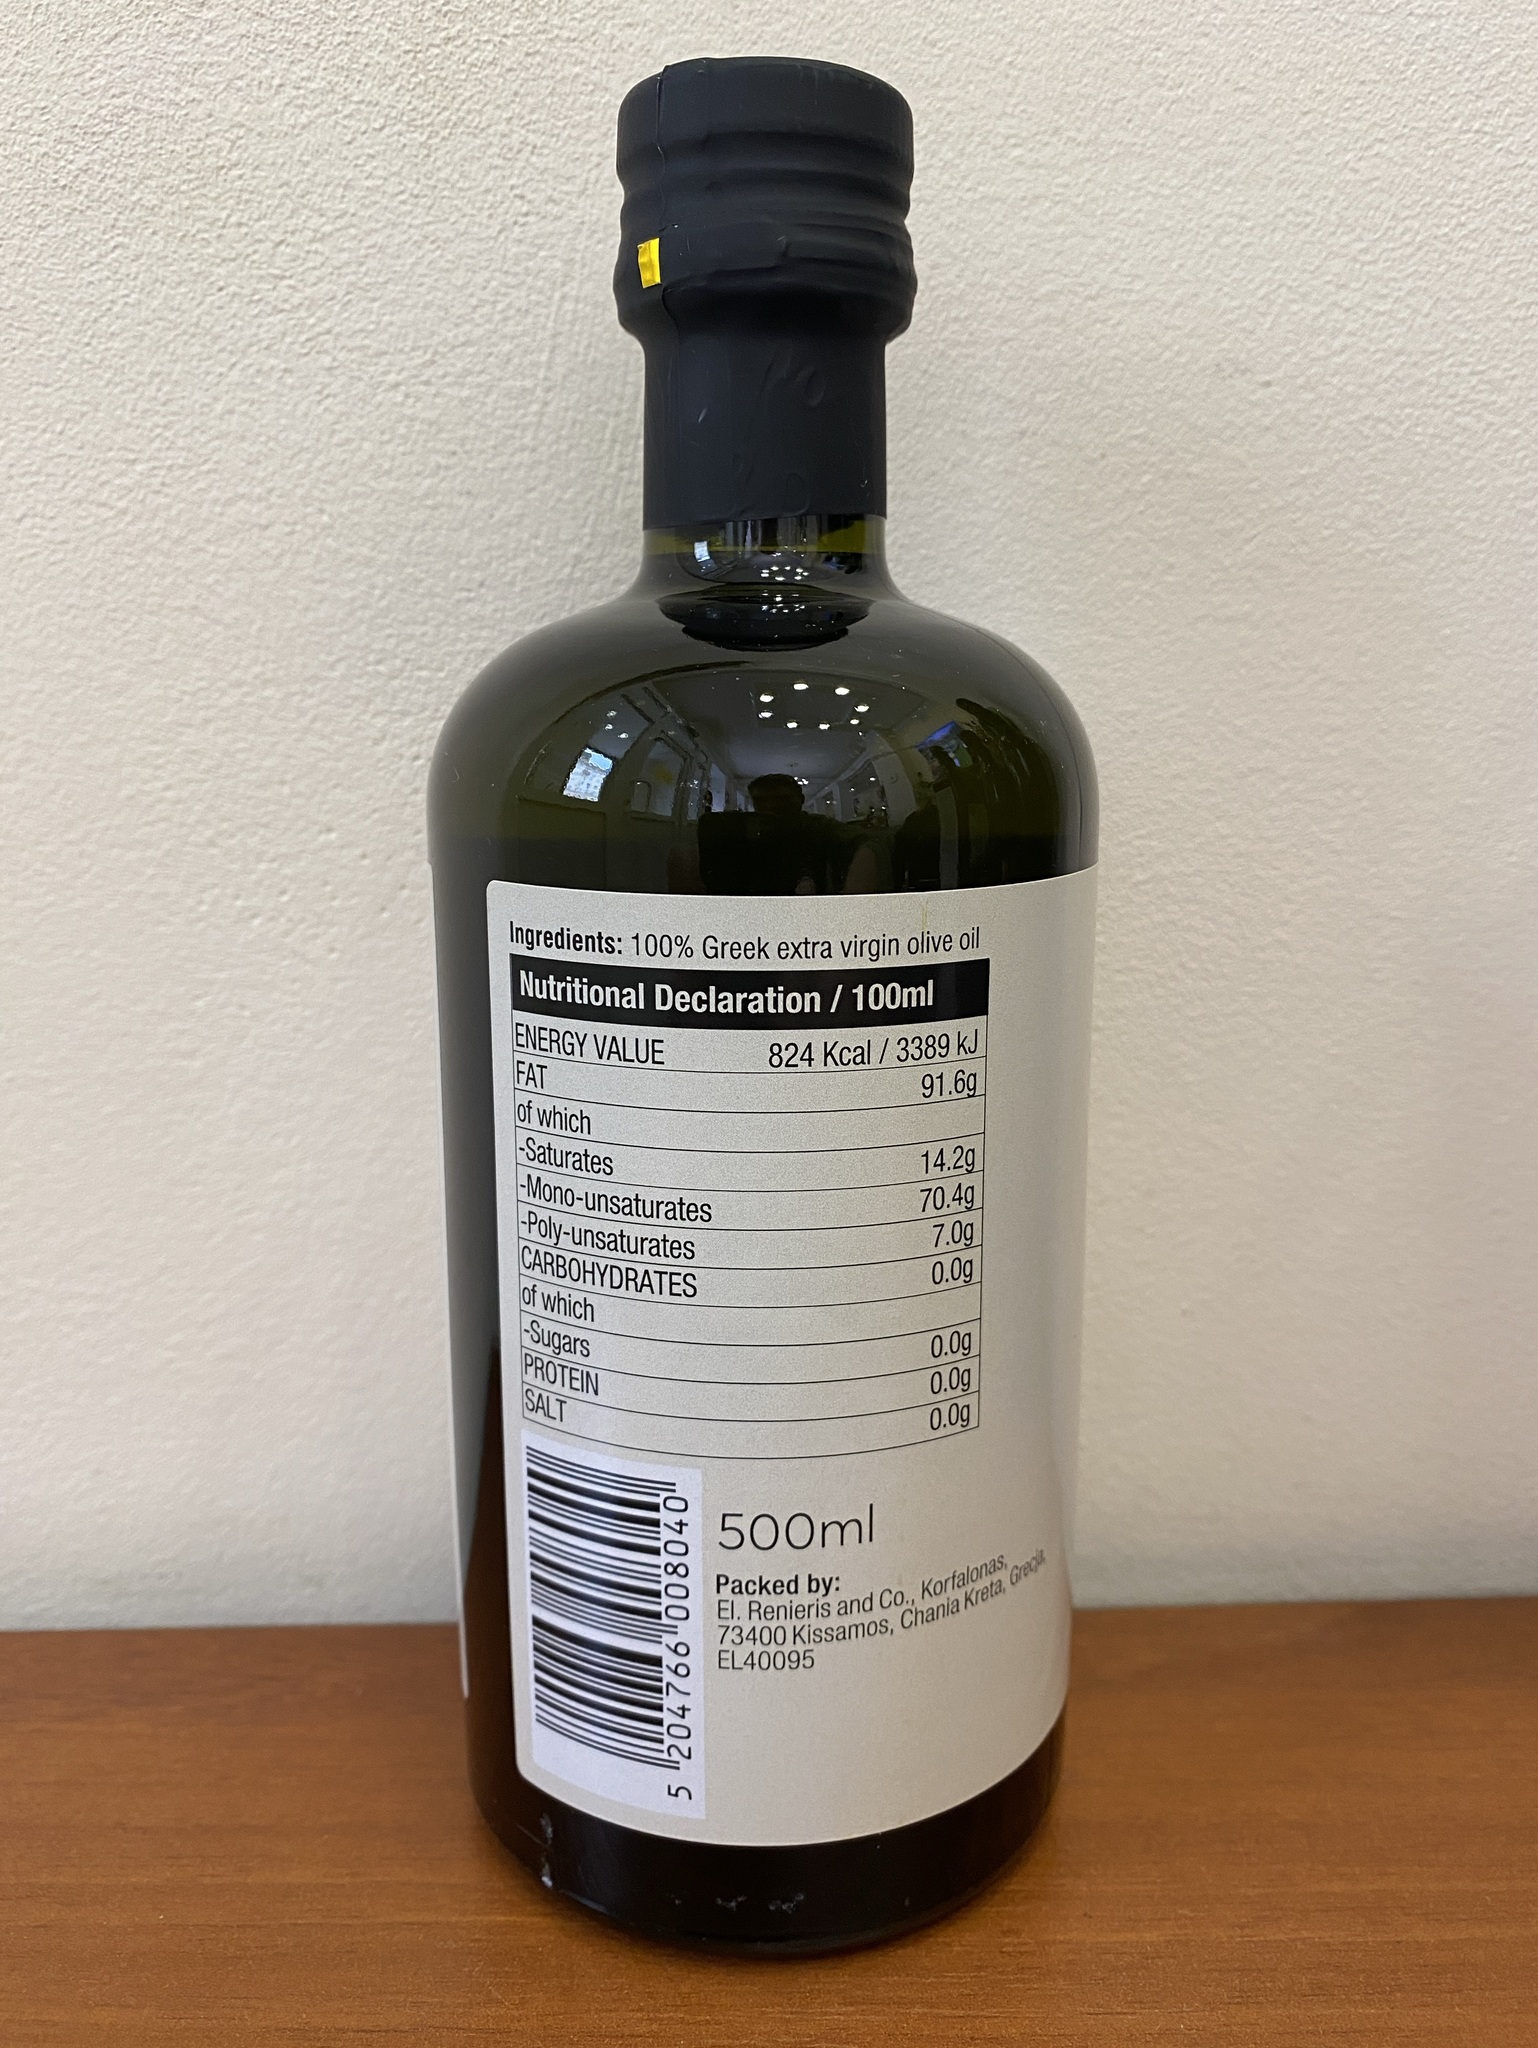 Ingredients: 100% Greek extra virgin olive oil
Nutritional Declaration / 100ml
ENERGY VALUE 824 Kcal / 3389 kJ
FAT 91.6g
of which
-Saturates 14.2g
-Mono-unsaturates 70.4g
-Poly-unsaturates 7.0g
CARBOHYDRATES 0.0g
of which
-Sugars 0.0g
PROTEIN 0.0g
SALT 0.0g
5 204766 008040
500ml
Packed by:
El. Renieris and Co., Korfalonas,
73400 Kissamos, Chania Kreta, Grecja,
EL40095